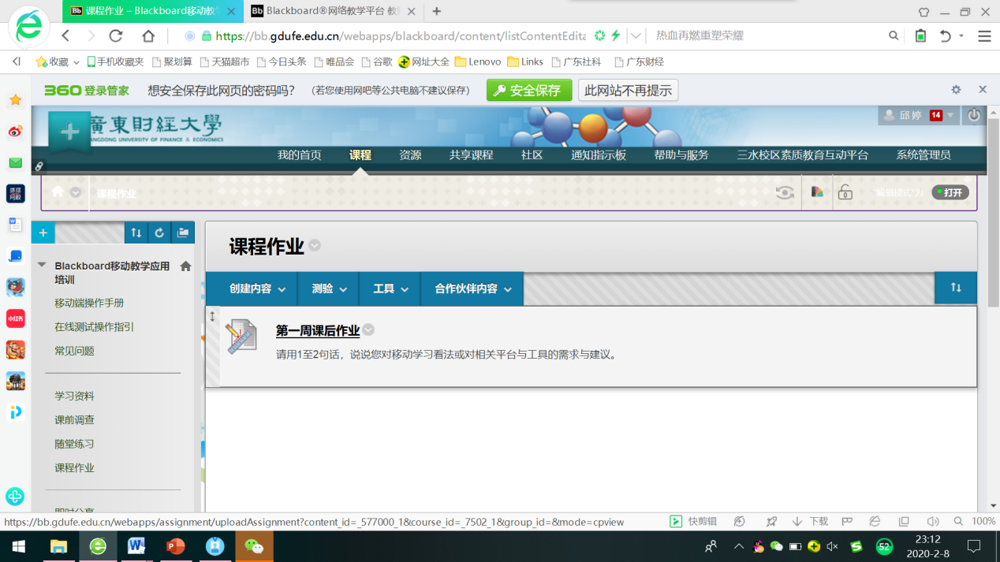 课程作业 – Blackboard移动教学
Blackboard®网络教学平台 教
https://bb.gdufe.edu.cn/webapps/blackboard/content/listContentEdita
热血再燃重塑荣耀
收藏 手机收藏夹 聚划算 天猫超市 今日头条 唯品会 谷歌 网址大全 Lenovo Links 广东社科 广东财经
360登录管家 想安全保存此网页的密码吗? (若您使用网吧等公共电脑不建议保存) 安全保存 此网站不再提示
廣東財經大學
GUANGDONG UNIVERSITY OF FINANCE & ECONOMICS
邱婷 14
我的首页 课程 资源 共享课程 社区 通知指示板 帮助与服务 三水校区素质教育互动平台 系统管理员
课程作业
"编辑模式"为: 打开
Blackboard移动教学应用
培训
移动端操作手册
在线测试操作指引
常见问题
学习资料
课前调查
随堂练习
课程作业
即时分享
课程作业
创建内容 测验 工具 合作伙伴内容
第一周课后作业
请用1至2句话，说说您对移动学习看法或对相关平台与工具的需求与建议。
https://bb.gdufe.edu.cn/webapps/assignment/uploadAssignment?content_id=_577000_1&course_id=_7502_1&group_id=&mode=cpview
快剪辑 下载 100%
52
23:12
2020-2-8